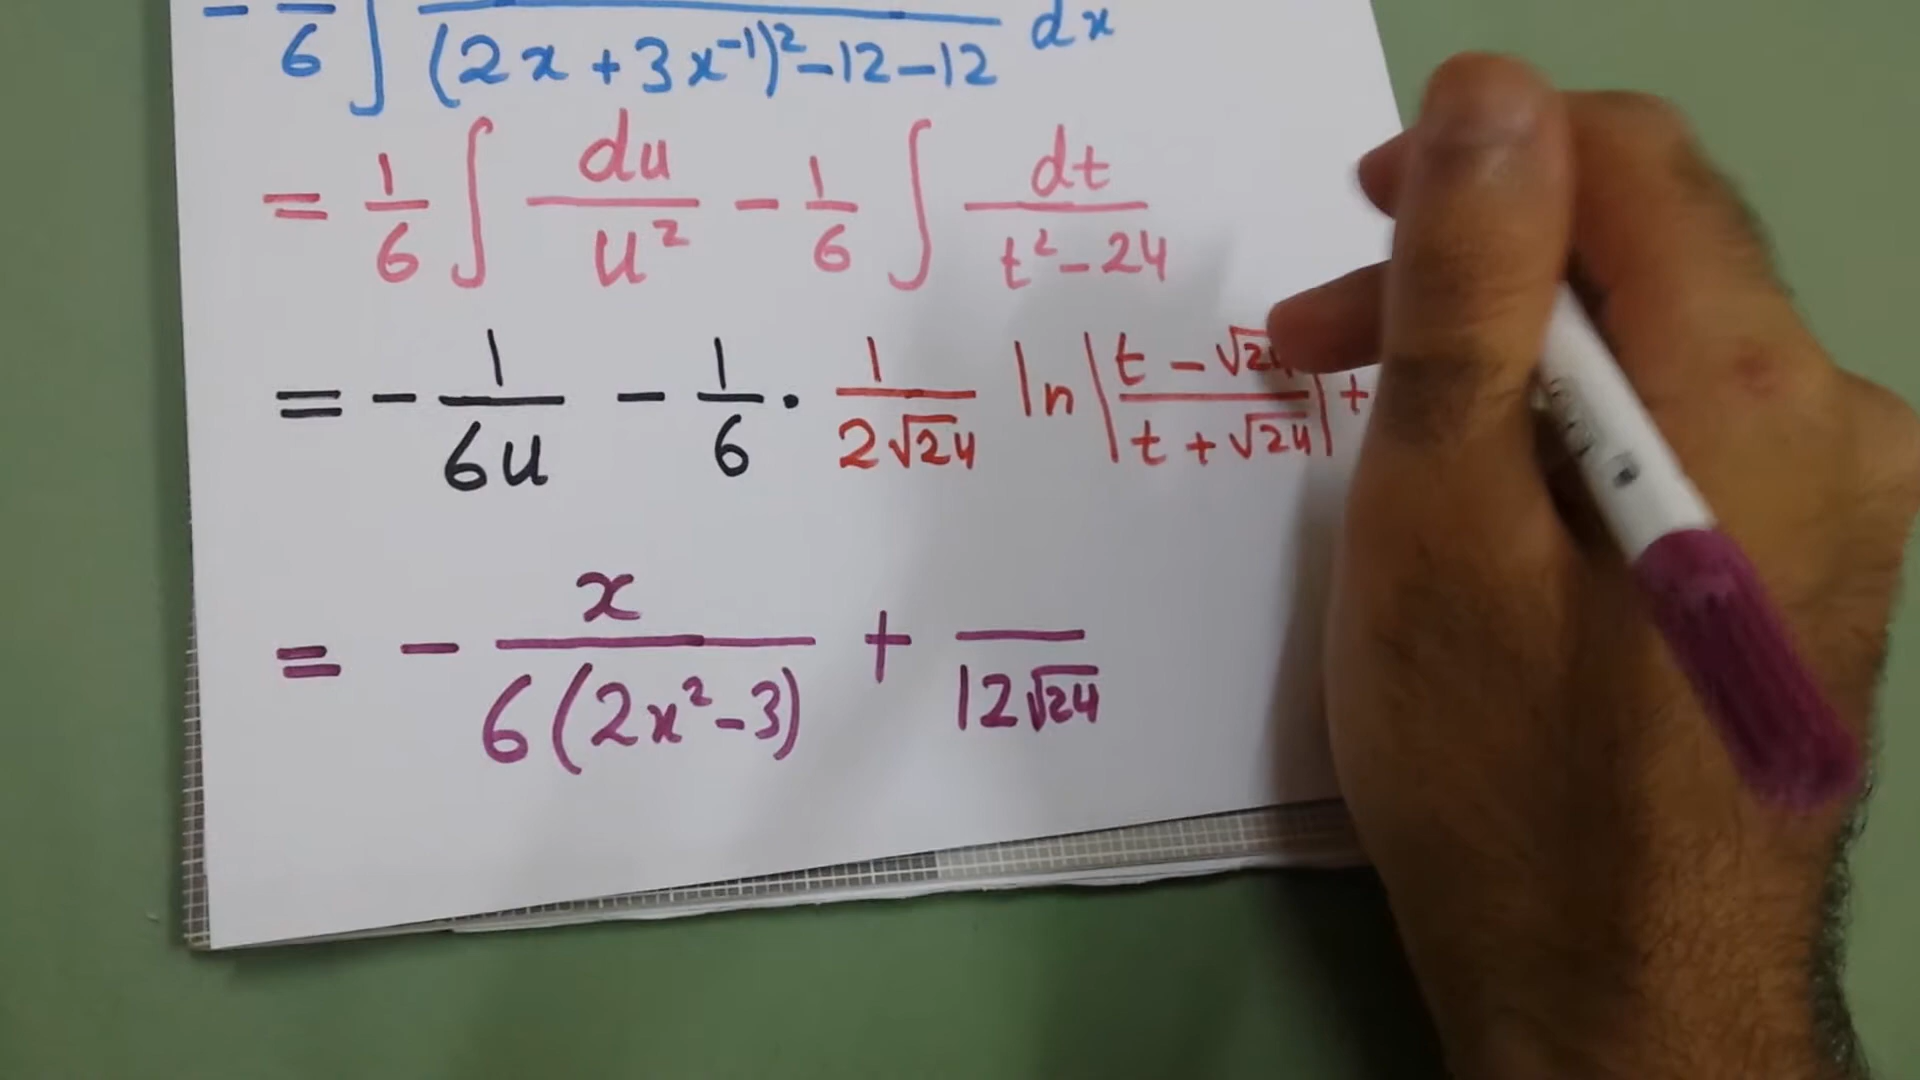 - 1/6 ∫ ———/((2x + 3x⁻¹)² - 12 - 12) dx
= 1/6 ∫ du/u² - 1/6 ∫ dt/(t² - 24)
= - 1/6u - 1/6 · 1/(2√24) ln |(t - √2)/(t + √24)| +
= - x/(6(2x² - 3)) + ———/(12√24)